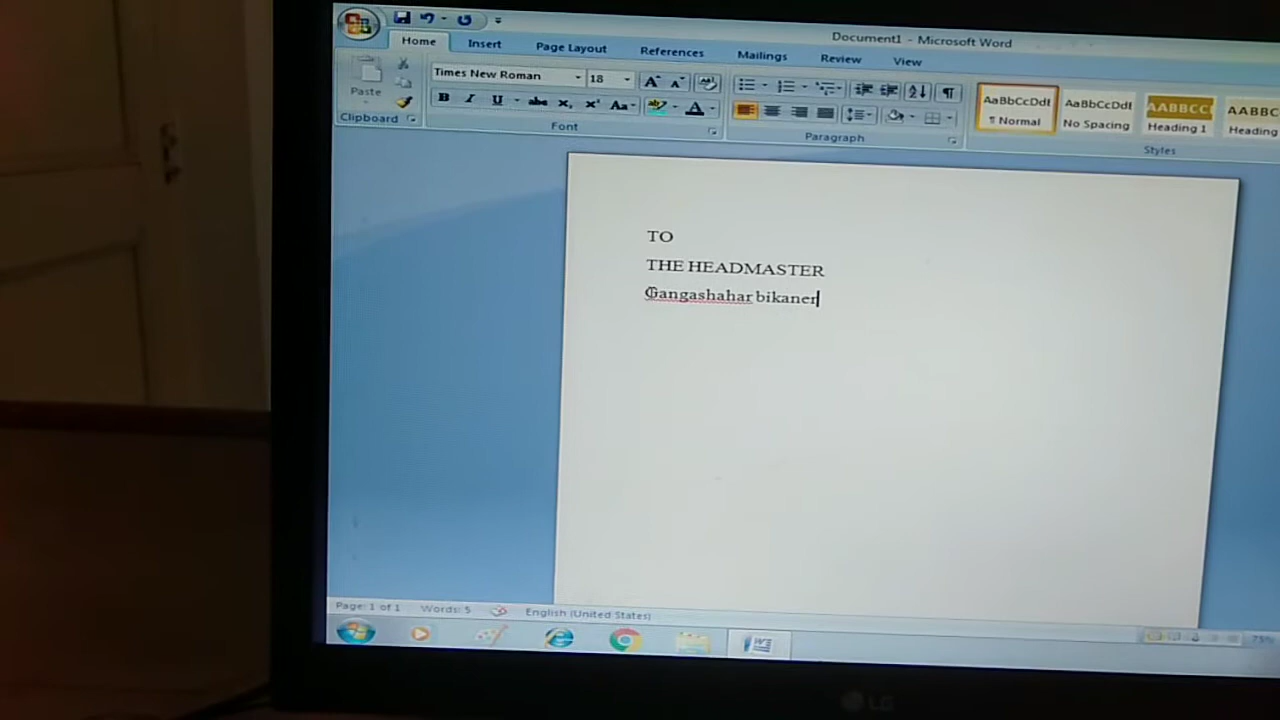 Document1 - Microsoft Word
Home Insert Page Layout References Mailings Review View
Paste
Clipboard
Times New Roman 18
Font
Paragraph
AaBbCcDdI AaBbCcDdI AABBCC AABBC
¶ Normal No Spacing Heading 1 Heading
Styles
TO
THE HEADMASTER
Gangashahar bikaner
Page: 1 of 1 Words: 5 English (United States) 75%
LG